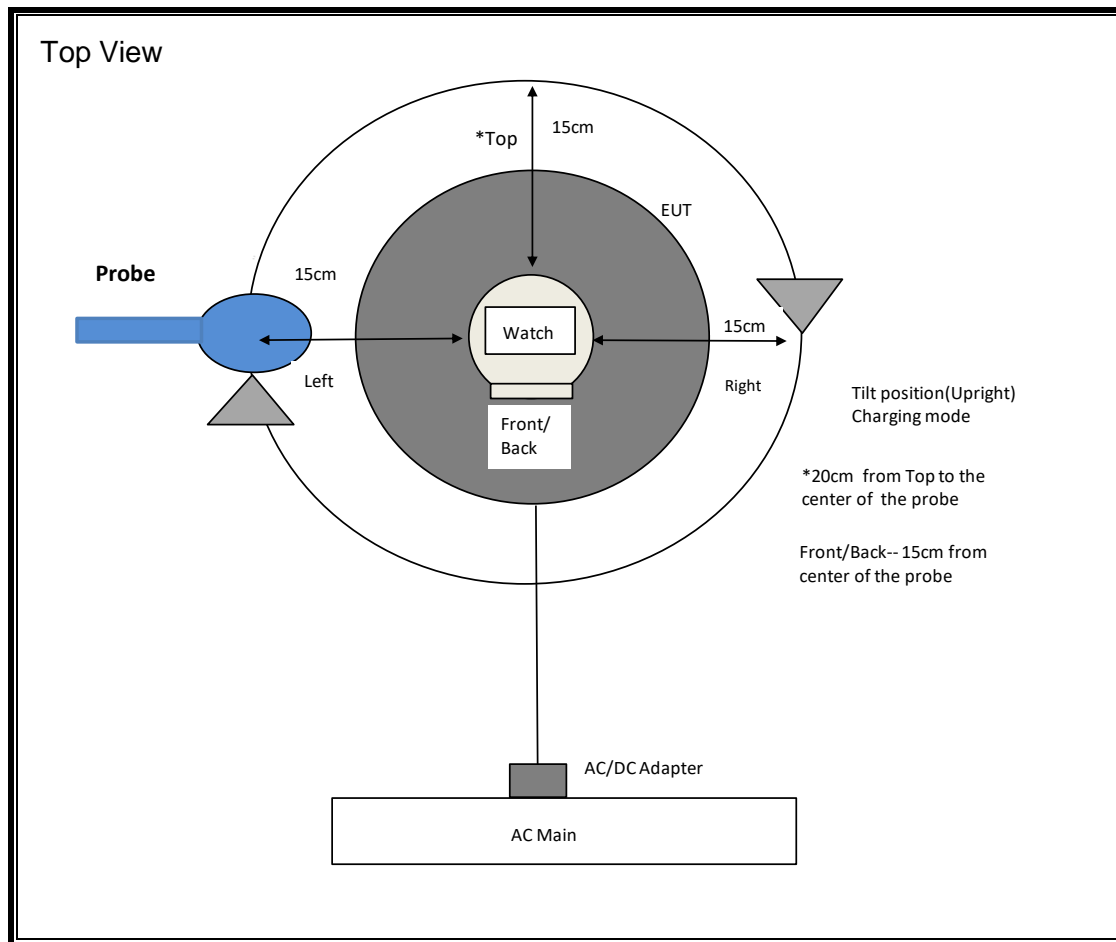 Top View
*Top
15cm
EUT
Probe
15cm
Watch
15cm
Left
Right
Front/
Back
Tilt position(Upright)
Charging mode
*20cm from Top to the
center of the probe
Front/Back-- 15cm from
center of the probe
AC/DC Adapter
AC Main